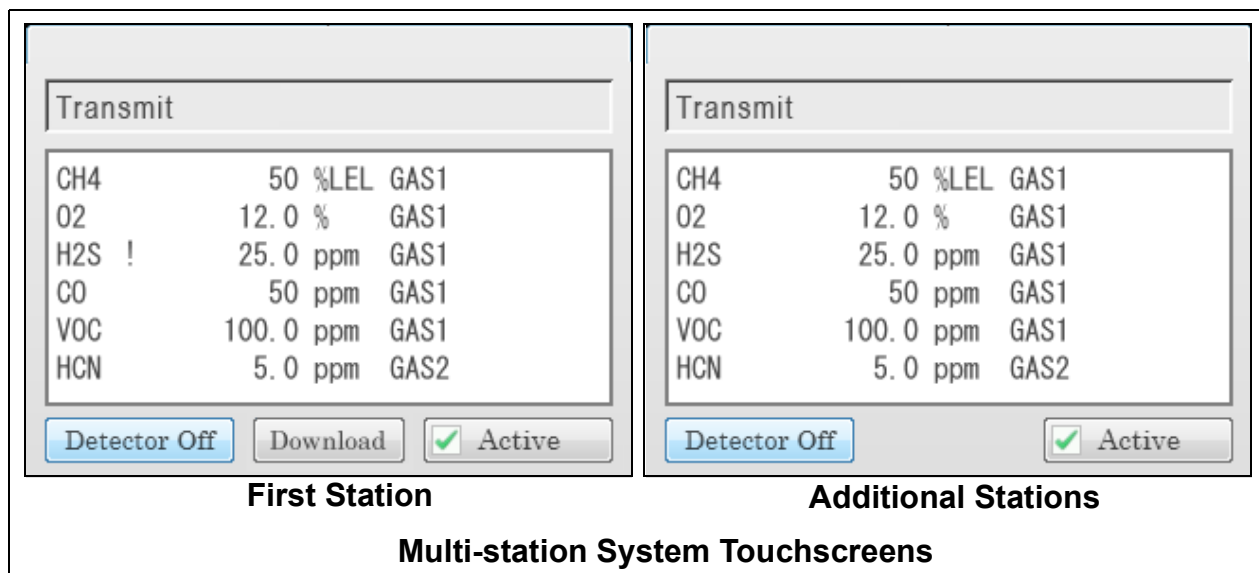 Transmit
CH4 50 %LEL GAS1
O2 12.0 % GAS1
H2S ! 25.0 ppm GAS1
CO 50 ppm GAS1
VOC 100.0 ppm GAS1
HCN 5.0 ppm GAS2
Detector Off Download Active
First Station
Transmit
CH4 50 %LEL GAS1
O2 12.0 % GAS1
H2S 25.0 ppm GAS1
CO 50 ppm GAS1
VOC 100.0 ppm GAS1
HCN 5.0 ppm GAS2
Detector Off Active
Additional Stations
Multi-station System Touchscreens